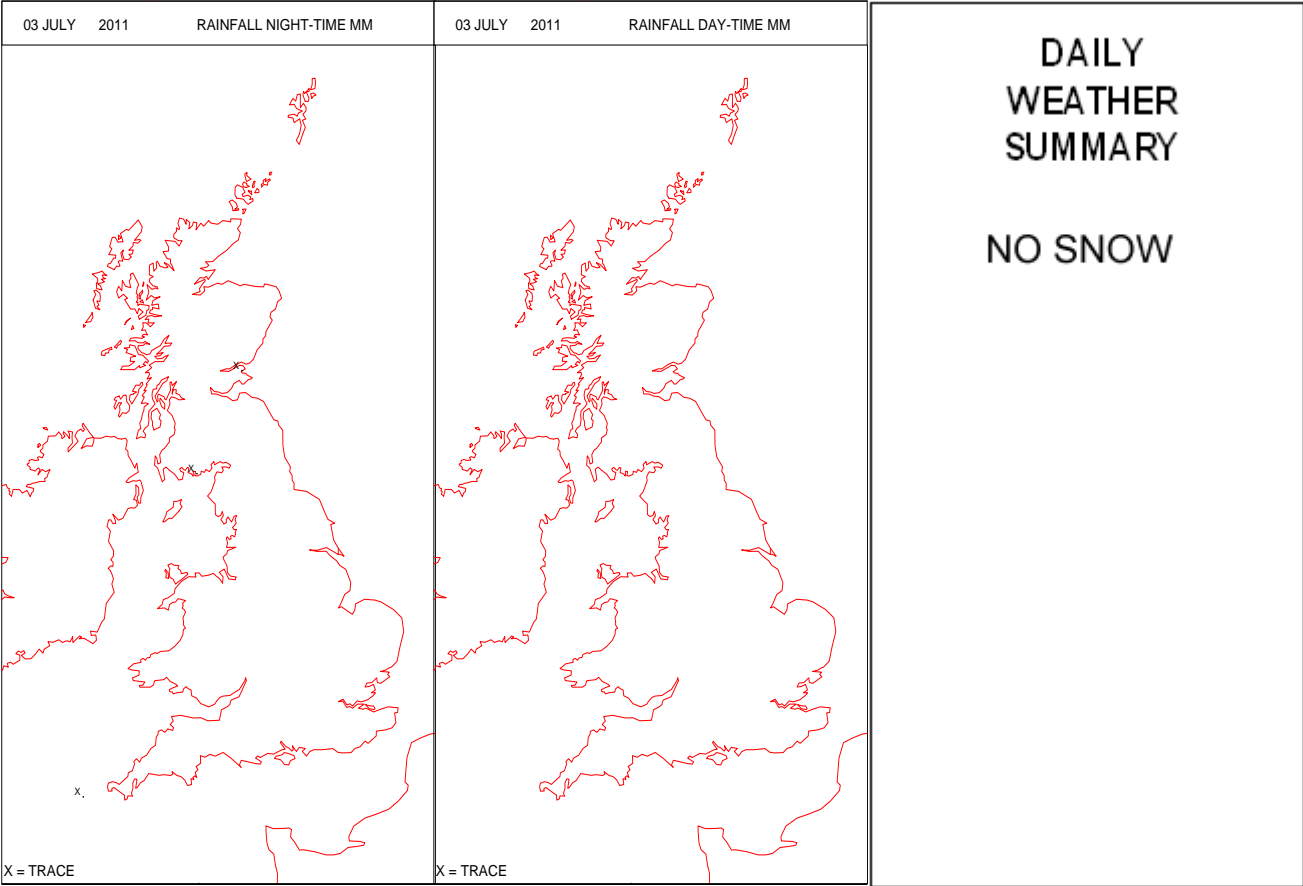 03 JULY 2011 RAINFALL NIGHT-TIME MM
X
X
X
X = TRACE
03 JULY 2011 RAINFALL DAY-TIME MM
X = TRACE
DAILY
WEATHER
SUMMARY
NO SNOW